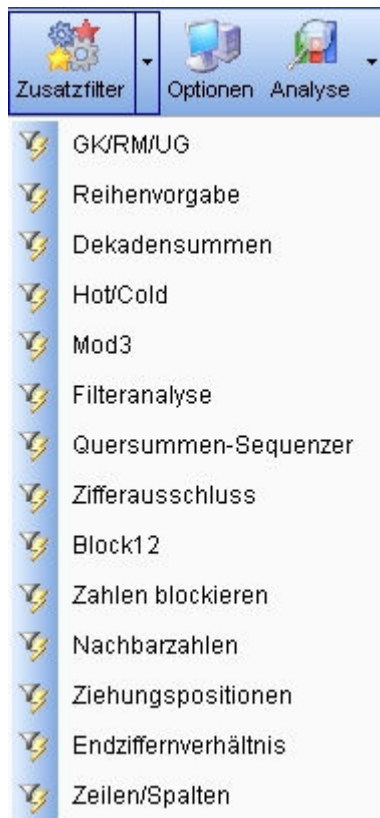 Zusatzfilter Optionen Analyse
GK/RM/UG
Reihenvorgabe
Dekadensummen
Hot/Cold
Mod3
Filteranalyse
Quersummen-Sequenzer
Zifferausschluss
Block12
Zahlen blockieren
Nachbarzahlen
Ziehungspositionen
Endziffernverhältnis
Zeilen/Spalten